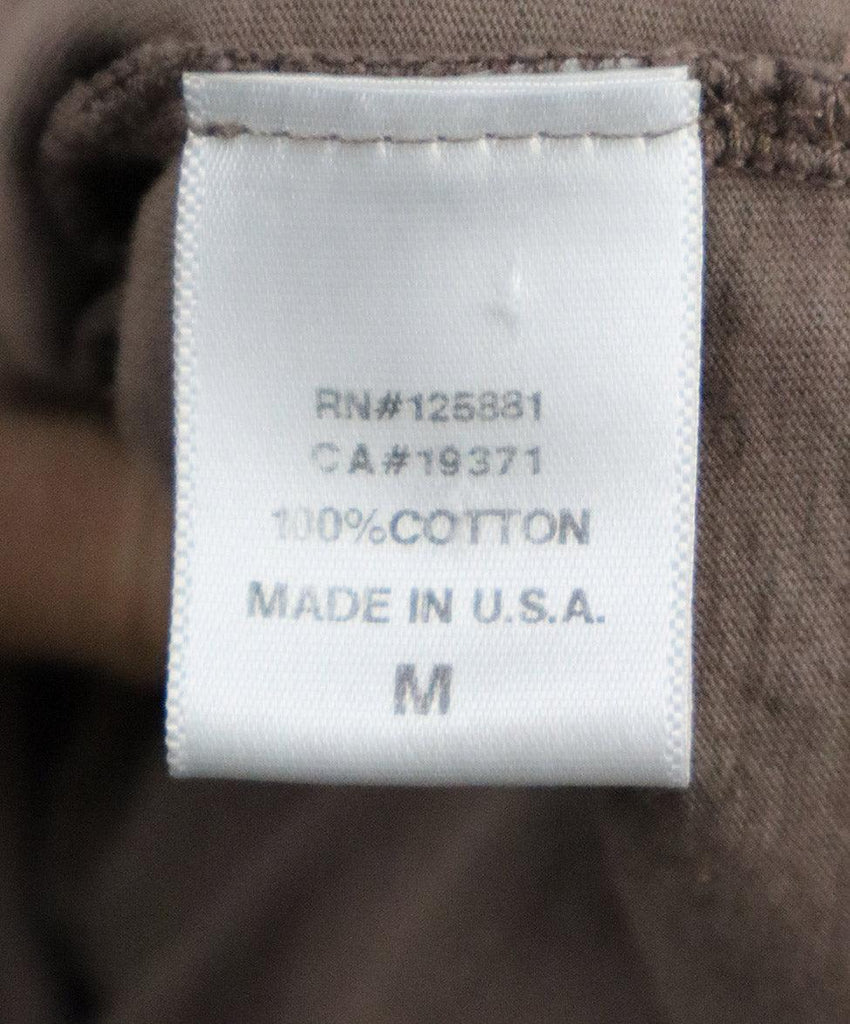 RN#125881
CA#19371
100%COTTON
MADE IN U.S.A.
M